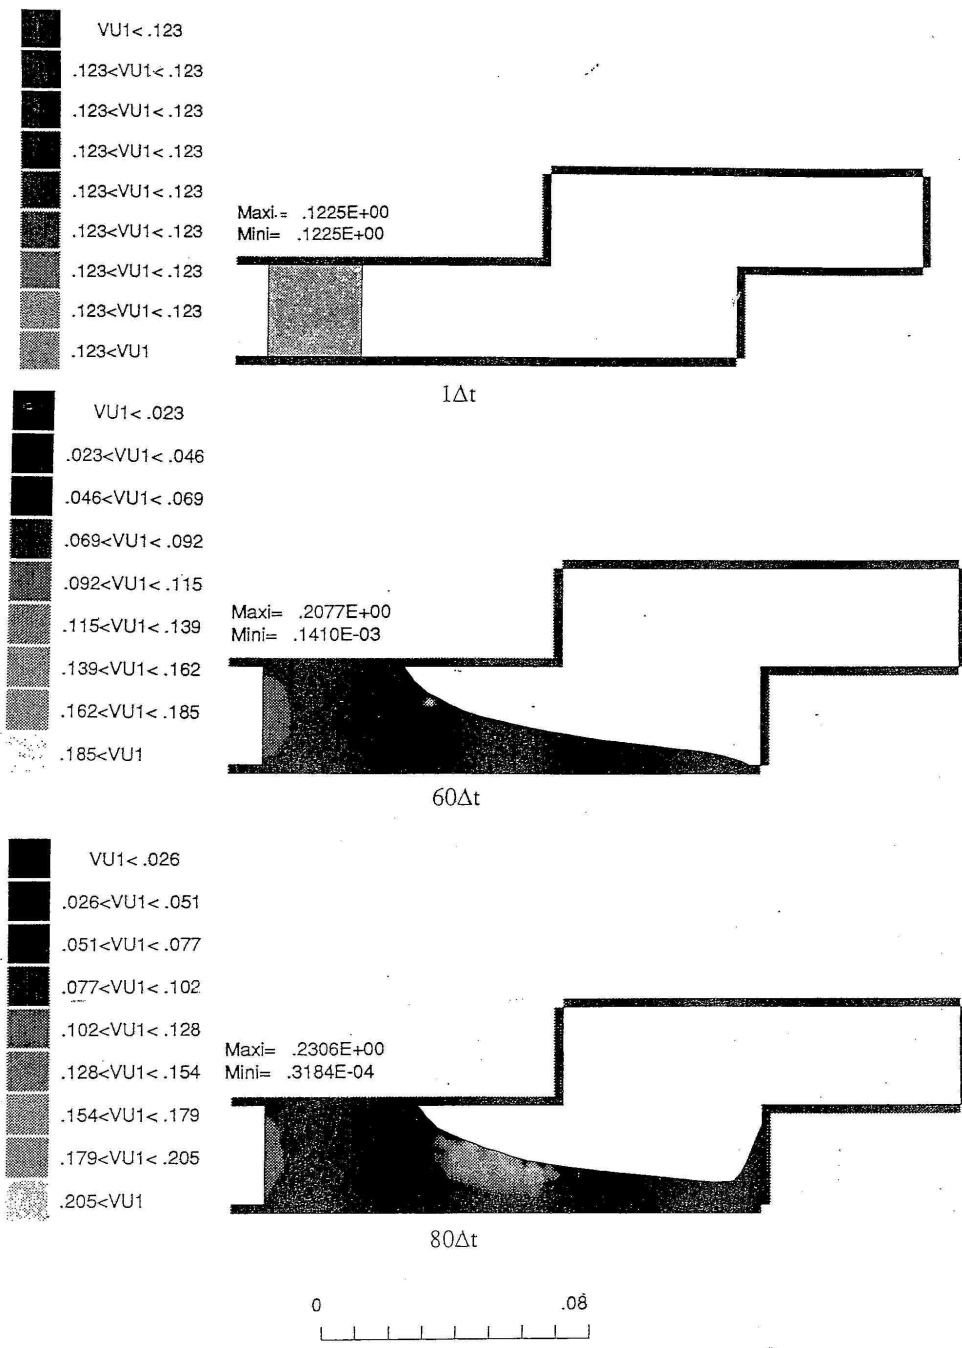 VU1< .123
.123<VU1< .123
.123<VU1< .123
.123<VU1< .123
.123<VU1< .123
.123<VU1< .123
.123<VU1< .123
.123<VU1< .123
.123<VU1
Maxi = .1225E+00
Mini= .1225E+00
1Δt
VU1< .023
.023<VU1< .046
.046<VU1< .069
.069<VU1< .092
.092<VU1< .115
.115<VU1< .139
.139<VU1< .162
.162<VU1< .185
.185<VU1
Maxi= .2077E+00
Mini= .1410E-03
60Δt
VU1< .026
.026<VU1< .051
.051<VU1< .077
.077<VU1< .102
.102<VU1< .128
.128<VU1< .154
.154<VU1< .179
.179<VU1< .205
.205<VU1
Maxi= .2306E+00
Mini= .3184E-04
80Δt
0 .08